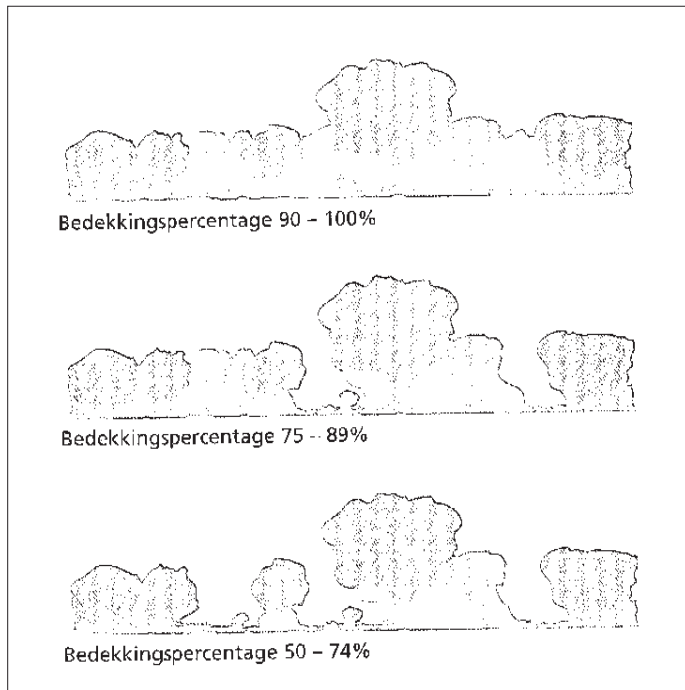 Bedekkingspercentage 90 – 100%
Bedekkingspercentage 75 – 89%
Bedekkingspercentage 50 – 74%